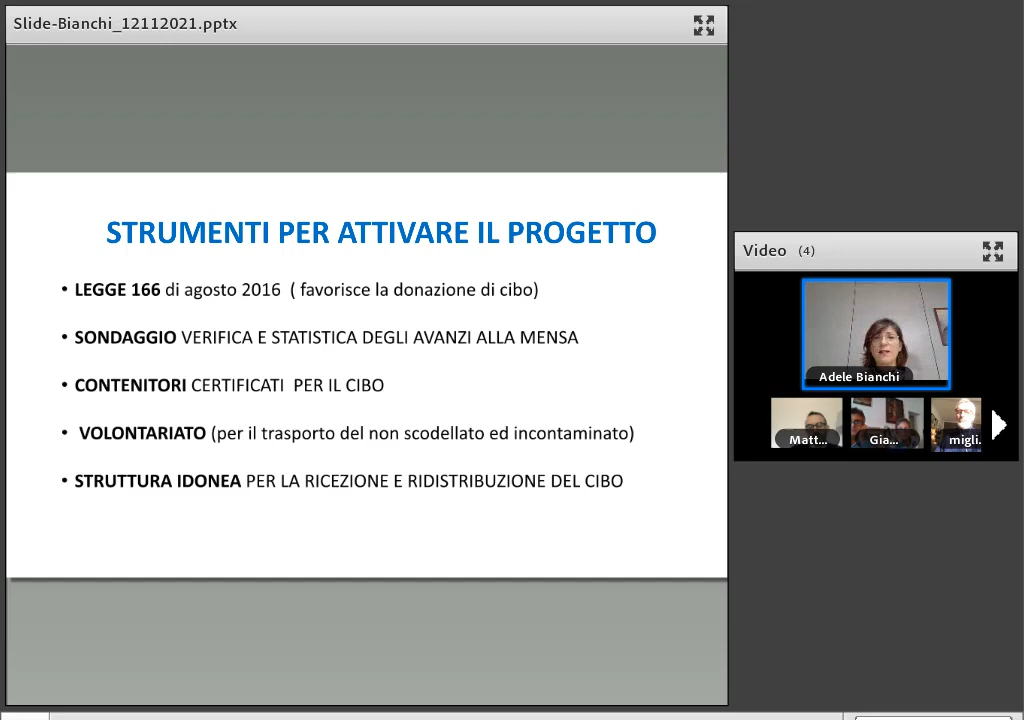 Slide-Bianchi_12112021.pptx
STRUMENTI PER ATTIVARE IL PROGETTO
• LEGGE 166 di agosto 2016 ( favorisce la donazione di cibo)
• SONDAGGIO VERIFICA E STATISTICA DEGLI AVANZI ALLA MENSA
• CONTENITORI CERTIFICATI PER IL CIBO
• VOLONTARIATO (per il trasporto del non scodellato ed incontaminato)
• STRUTTURA IDONEA PER LA RICEZIONE E RIDISTRIBUZIONE DEL CIBO
Video (4)
Adele Bianchi
Matt...
Gia...
migli.